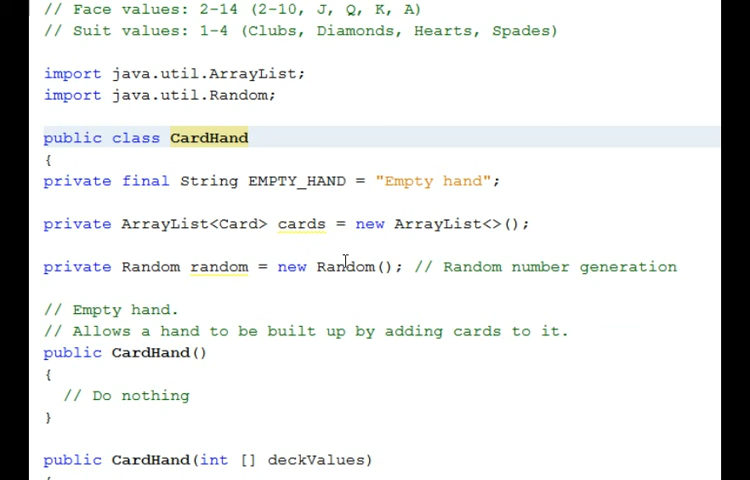 // Face values: 2-14 (2-10, J, Q, K, A)
// Suit values: 1-4 (Clubs, Diamonds, Hearts, Spades)
import java.util.ArrayList;
import java.util.Random;
public class CardHand
{
private final String EMPTY_HAND = "Empty hand";
private ArrayList<Card> cards = new ArrayList<>();
private Random random = new Random(); // Random number generation
// Empty hand.
// Allows a hand to be built up by adding cards to it.
public CardHand()
{
// Do nothing
}
public CardHand(int [] deckValues)